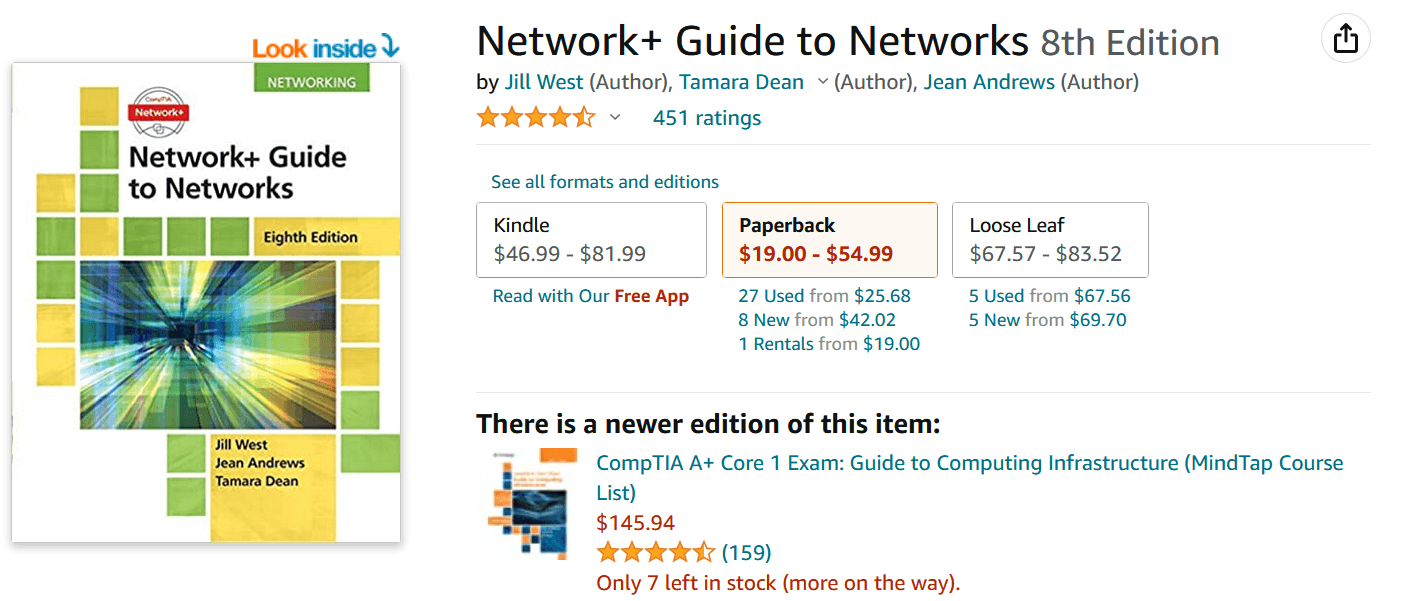 Look inside
NETWORKING
CompTIA
Network+
Network+ Guide
to Networks
Eighth Edition
Jill West
Jean Andrews
Tamara Dean
Network+ Guide to Networks 8th Edition
by Jill West (Author), Tamara Dean (Author), Jean Andrews (Author)
451 ratings
See all formats and editions
Kindle
$46.99 - $81.99
Read with Our Free App
Paperback
$19.00 - $54.99
27 Used from $25.68
8 New from $42.02
1 Rentals from $19.00
Loose Leaf
$67.57 - $83.52
5 Used from $67.56
5 New from $69.70
There is a newer edition of this item:
CompTIA A+ Core 1 Exam: Guide to Computing Infrastructure (MindTap Course
List)
$145.94
(159)
Only 7 left in stock (more on the way).